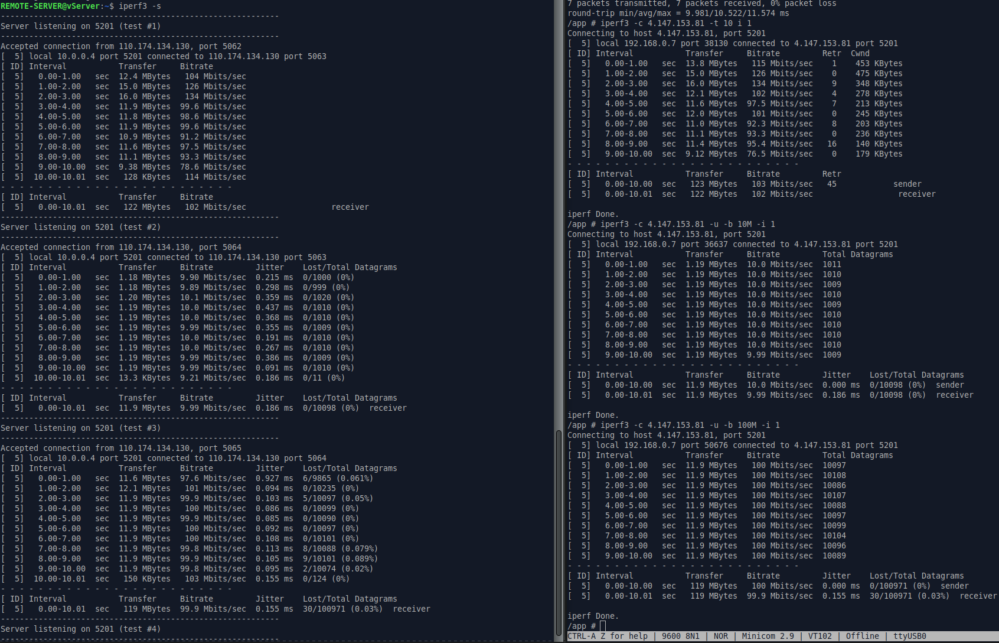 REMOTE-SERVER@vServer:~$ iperf3 -s
-----------------------------------------------------------
Server listening on 5201 (test #1)
-----------------------------------------------------------
Accepted connection from 110.174.134.130, port 5062
[  5] local 10.0.0.4 port 5201 connected to 110.174.134.130 port 5063
[ ID] Interval           Transfer     Bitrate
[  5]   0.00-1.00   sec  12.4 MBytes   104 Mbits/sec
[  5]   1.00-2.00   sec  15.0 MBytes   126 Mbits/sec
[  5]   2.00-3.00   sec  16.0 MBytes   134 Mbits/sec
[  5]   3.00-4.00   sec  11.9 MBytes  99.6 Mbits/sec
[  5]   4.00-5.00   sec  11.8 MBytes  98.6 Mbits/sec
[  5]   5.00-6.00   sec  11.9 MBytes  99.6 Mbits/sec
[  5]   6.00-7.00   sec  10.9 MBytes  91.2 Mbits/sec
[  5]   7.00-8.00   sec  11.6 MBytes  97.5 Mbits/sec
[  5]   8.00-9.00   sec  11.1 MBytes  93.3 Mbits/sec
[  5]   9.00-10.00  sec  9.38 MBytes  78.6 Mbits/sec
[  5]  10.00-10.01  sec   128 KBytes   114 Mbits/sec
- - - - - - - - - - - - - - - - - - - - - - - - -
[ ID] Interval           Transfer     Bitrate
[  5]   0.00-10.01  sec   122 MBytes   102 Mbits/sec                  receiver
-----------------------------------------------------------
Server listening on 5201 (test #2)
-----------------------------------------------------------
Accepted connection from 110.174.134.130, port 5064
[  5] local 10.0.0.4 port 5201 connected to 110.174.134.130 port 5063
[ ID] Interval           Transfer     Bitrate         Jitter    Lost/Total Datagrams
[  5]   0.00-1.00   sec  1.18 MBytes  9.90 Mbits/sec  0.215 ms  0/1000 (0%)
[  5]   1.00-2.00   sec  1.18 MBytes  9.89 Mbits/sec  0.298 ms  0/999 (0%)
[  5]   2.00-3.00   sec  1.20 MBytes  10.1 Mbits/sec  0.359 ms  0/1020 (0%)
[  5]   3.00-4.00   sec  1.19 MBytes  10.0 Mbits/sec  0.437 ms  0/1010 (0%)
[  5]   4.00-5.00   sec  1.19 MBytes  10.0 Mbits/sec  0.368 ms  0/1010 (0%)
[  5]   5.00-6.00   sec  1.19 MBytes  9.99 Mbits/sec  0.355 ms  0/1009 (0%)
[  5]   6.00-7.00   sec  1.19 MBytes  10.0 Mbits/sec  0.191 ms  0/1010 (0%)
[  5]   7.00-8.00   sec  1.19 MBytes  10.0 Mbits/sec  0.267 ms  0/1010 (0%)
[  5]   8.00-9.00   sec  1.19 MBytes  9.99 Mbits/sec  0.386 ms  0/1009 (0%)
[  5]   9.00-10.00  sec  1.19 MBytes  9.99 Mbits/sec  0.091 ms  0/1010 (0%)
[  5]  10.00-10.01  sec  13.3 KBytes  9.21 Mbits/sec  0.186 ms  0/11 (0%)
- - - - - - - - - - - - - - - - - - - - - - - - -
[ ID] Interval           Transfer     Bitrate         Jitter    Lost/Total Datagrams
[  5]   0.00-10.01  sec  11.9 MBytes  9.99 Mbits/sec  0.186 ms  0/10098 (0%)  receiver
-----------------------------------------------------------
Server listening on 5201 (test #3)
-----------------------------------------------------------
Accepted connection from 110.174.134.130, port 5065
[  5] local 10.0.0.4 port 5201 connected to 110.174.134.130 port 5064
[ ID] Interval           Transfer     Bitrate         Jitter    Lost/Total Datagrams
[  5]   0.00-1.00   sec  11.6 MBytes  97.6 Mbits/sec  0.927 ms  6/9865 (0.061%)
[  5]   1.00-2.00   sec  12.1 MBytes   101 Mbits/sec  0.094 ms  0/10235 (0%)
[  5]   2.00-3.00   sec  11.9 MBytes  99.9 Mbits/sec  0.103 ms  5/10097 (0.05%)
[  5]   3.00-4.00   sec  11.9 MBytes   100 Mbits/sec  0.086 ms  0/10099 (0%)
[  5]   4.00-5.00   sec  11.9 MBytes  99.9 Mbits/sec  0.085 ms  0/10090 (0%)
[  5]   5.00-6.00   sec  11.9 MBytes   100 Mbits/sec  0.092 ms  0/10097 (0%)
[  5]   6.00-7.00   sec  11.9 MBytes   100 Mbits/sec  0.108 ms  0/10101 (0%)
[  5]   7.00-8.00   sec  11.9 MBytes  99.8 Mbits/sec  0.113 ms  8/10088 (0.079%)
[  5]   8.00-9.00   sec  11.9 MBytes  99.9 Mbits/sec  0.105 ms  9/10101 (0.089%)
[  5]   9.00-10.00  sec  11.9 MBytes  99.8 Mbits/sec  0.095 ms  2/10074 (0.02%)
[  5]  10.00-10.01  sec   150 KBytes   103 Mbits/sec  0.155 ms  0/124 (0%)
- - - - - - - - - - - - - - - - - - - - - - - - -
[ ID] Interval           Transfer     Bitrate         Jitter    Lost/Total Datagrams
[  5]   0.00-10.01  sec   119 MBytes  99.9 Mbits/sec  0.155 ms  30/100971 (0.03%)  receiver
-----------------------------------------------------------
Server listening on 5201 (test #4)
-----------------------------------------------------------
7 packets transmitted, 7 packets received, 0% packet loss
round-trip min/avg/max = 9.981/10.522/11.574 ms
/app # iperf3 -c 4.147.153.81 -t 10 i 1
Connecting to host 4.147.153.81, port 5201
[  5] local 192.168.0.7 port 38130 connected to 4.147.153.81 port 5201
[ ID] Interval           Transfer     Bitrate         Retr  Cwnd
[  5]   0.00-1.00   sec  13.8 MBytes   115 Mbits/sec    1    453 KBytes
[  5]   1.00-2.00   sec  15.0 MBytes   126 Mbits/sec    0    475 KBytes
[  5]   2.00-3.00   sec  16.0 MBytes   134 Mbits/sec    9    348 KBytes
[  5]   3.00-4.00   sec  12.1 MBytes   102 Mbits/sec    4    278 KBytes
[  5]   4.00-5.00   sec  11.6 MBytes  97.5 Mbits/sec    7    213 KBytes
[  5]   5.00-6.00   sec  12.0 MBytes   101 Mbits/sec    0    245 KBytes
[  5]   6.00-7.00   sec  11.0 MBytes  92.3 Mbits/sec    8    203 KBytes
[  5]   7.00-8.00   sec  11.1 MBytes  93.3 Mbits/sec    0    236 KBytes
[  5]   8.00-9.00   sec  11.4 MBytes  95.4 Mbits/sec   16    140 KBytes
[  5]   9.00-10.00  sec  9.12 MBytes  76.5 Mbits/sec    0    179 KBytes
- - - - - - - - - - - - - - - - - - - - - - - - -
[ ID] Interval           Transfer     Bitrate         Retr
[  5]   0.00-10.00  sec   123 MBytes   103 Mbits/sec   45            sender
[  5]   0.00-10.01  sec   122 MBytes   102 Mbits/sec                  receiver
iperf Done.
/app # iperf3 -c 4.147.153.81 -u -b 10M -i 1
Connecting to host 4.147.153.81, port 5201
[  5] local 192.168.0.7 port 36637 connected to 4.147.153.81 port 5201
[ ID] Interval           Transfer     Bitrate         Total Datagrams
[  5]   0.00-1.00   sec  1.19 MBytes  10.0 Mbits/sec  1011
[  5]   1.00-2.00   sec  1.19 MBytes  10.0 Mbits/sec  1010
[  5]   2.00-3.00   sec  1.19 MBytes  10.0 Mbits/sec  1009
[  5]   3.00-4.00   sec  1.19 MBytes  10.0 Mbits/sec  1010
[  5]   4.00-5.00   sec  1.19 MBytes  10.0 Mbits/sec  1009
[  5]   5.00-6.00   sec  1.19 MBytes  10.0 Mbits/sec  1010
[  5]   6.00-7.00   sec  1.19 MBytes  10.0 Mbits/sec  1010
[  5]   7.00-8.00   sec  1.19 MBytes  10.0 Mbits/sec  1010
[  5]   8.00-9.00   sec  1.19 MBytes  10.0 Mbits/sec  1010
[  5]   9.00-10.00  sec  1.19 MBytes  9.99 Mbits/sec  1009
- - - - - - - - - - - - - - - - - - - - - - - - -
[ ID] Interval           Transfer     Bitrate         Jitter    Lost/Total Datagrams
[  5]   0.00-10.00  sec  11.9 MBytes  10.0 Mbits/sec  0.000 ms  0/10098 (0%)  sender
[  5]   0.00-10.01  sec  11.9 MBytes  9.99 Mbits/sec  0.186 ms  0/10098 (0%)  receiver
iperf Done.
/app # iperf3 -c 4.147.153.81 -u -b 100M -i 1
Connecting to host 4.147.153.81, port 5201
[  5] local 192.168.0.7 port 50676 connected to 4.147.153.81 port 5201
[ ID] Interval           Transfer     Bitrate         Total Datagrams
[  5]   0.00-1.00   sec  11.9 MBytes   100 Mbits/sec  10097
[  5]   1.00-2.00   sec  11.9 MBytes   100 Mbits/sec  10108
[  5]   2.00-3.00   sec  11.9 MBytes   100 Mbits/sec  10086
[  5]   3.00-4.00   sec  11.9 MBytes   100 Mbits/sec  10107
[  5]   4.00-5.00   sec  11.9 MBytes   100 Mbits/sec  10088
[  5]   5.00-6.00   sec  11.9 MBytes   100 Mbits/sec  10097
[  5]   6.00-7.00   sec  11.9 MBytes   100 Mbits/sec  10099
[  5]   7.00-8.00   sec  11.9 MBytes   100 Mbits/sec  10104
[  5]   8.00-9.00   sec  11.9 MBytes   100 Mbits/sec  10096
[  5]   9.00-10.00  sec  11.9 MBytes   100 Mbits/sec  10089
- - - - - - - - - - - - - - - - - - - - - - - - -
[ ID] Interval           Transfer     Bitrate         Jitter    Lost/Total Datagrams
[  5]   0.00-10.00  sec   119 MBytes   100 Mbits/sec  0.000 ms  0/100971 (0%)  sender
[  5]   0.00-10.01  sec   119 MBytes  99.9 Mbits/sec  0.155 ms  30/100971 (0.03%)  receiver
iperf Done.
/app #
CTRL-A Z for help | 9600 8N1 | NOR | Minicom 2.9 | VT102 | Offline | ttyUSB0